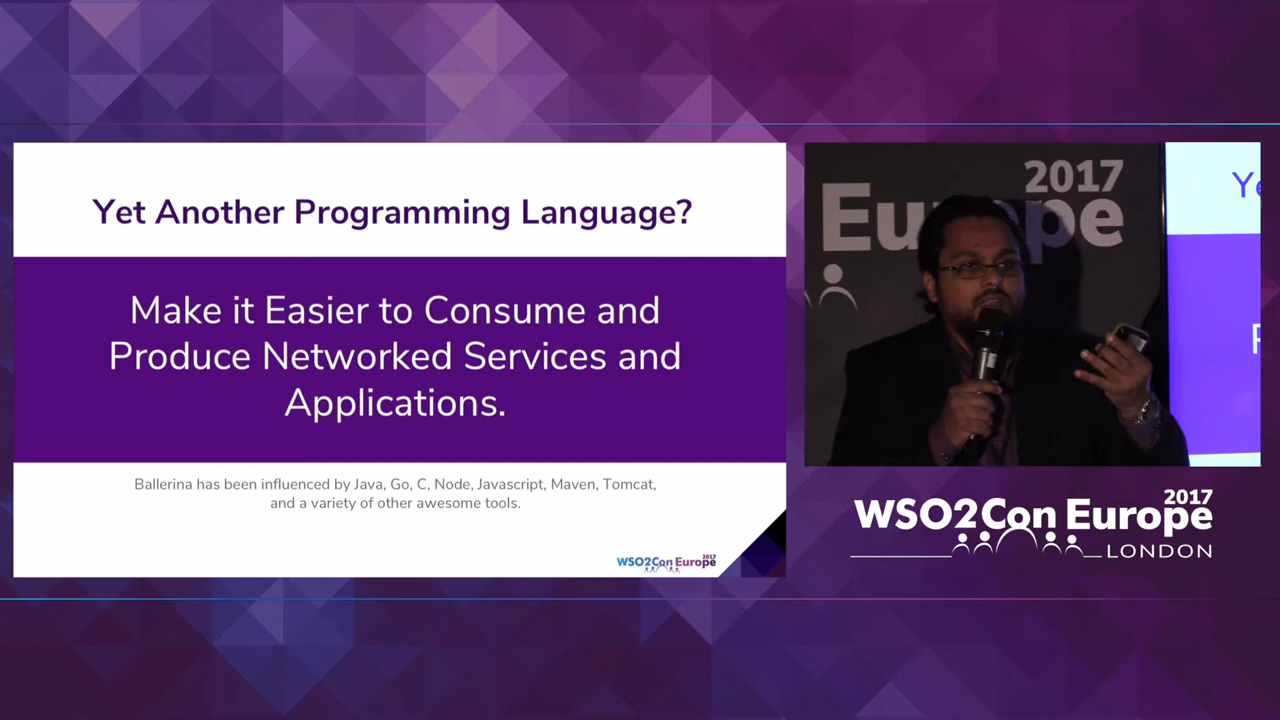 Yet Another Programming Language?
Make it Easier to Consume and
Produce Networked Services and
Applications.
Ballerina has been influenced by Java, Go, C, Node, Javascript, Maven, Tomcat,
and a variety of other awesome tools.
WSO2Con Europe 2017
2017
Europe
Ye
WSO2Con Europe 2017
LONDON